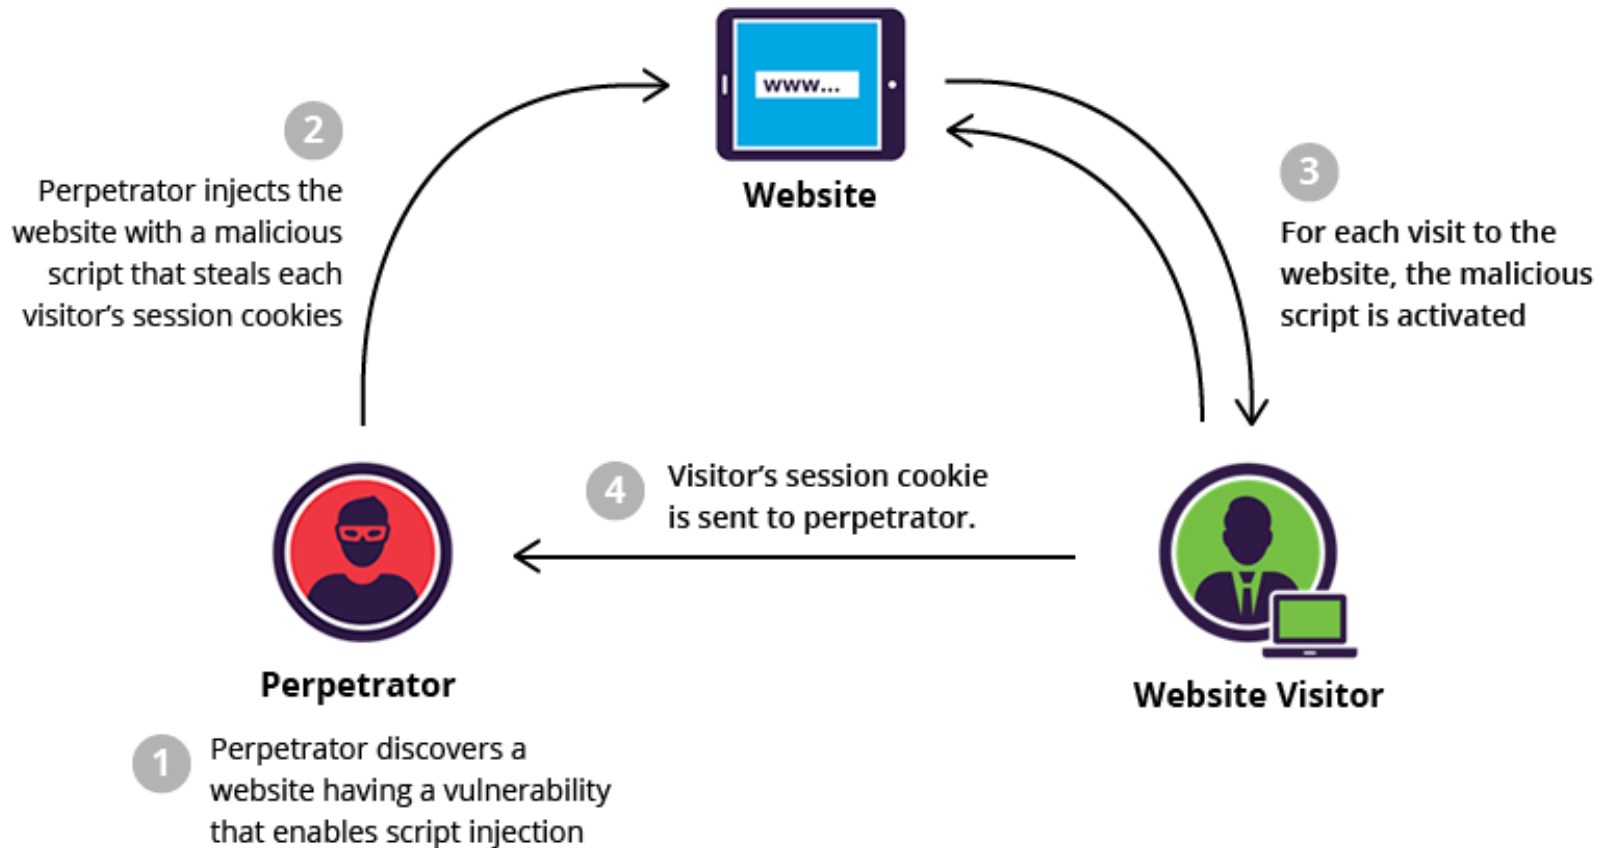 www...
Website
2
Perpetrator injects the
website with a malicious
script that steals each
visitor's session cookies
3
For each visit to the
website, the malicious
script is activated
4
Visitor's session cookie
is sent to perpetrator.
Perpetrator
Website Visitor
1
Perpetrator discovers a
website having a vulnerability
that enables script injection